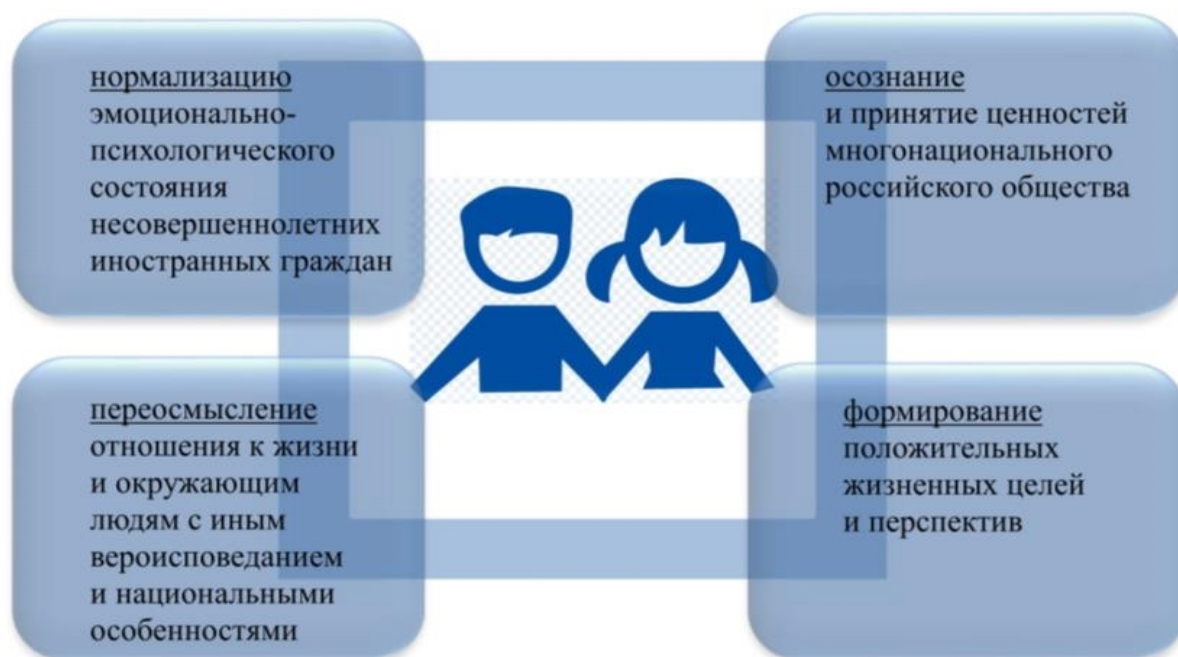 нормализацию
эмоционально-
психологического
состояния
несовершеннолетних
иностранных граждан
осознание
и принятие ценностей
многонационального
российского общества
переосмысление
отношения к жизни
и окружающим
людям с иным
вероисповеданием
и национальными
особенностями
формирование
положительных
жизненных целей
и перспектив